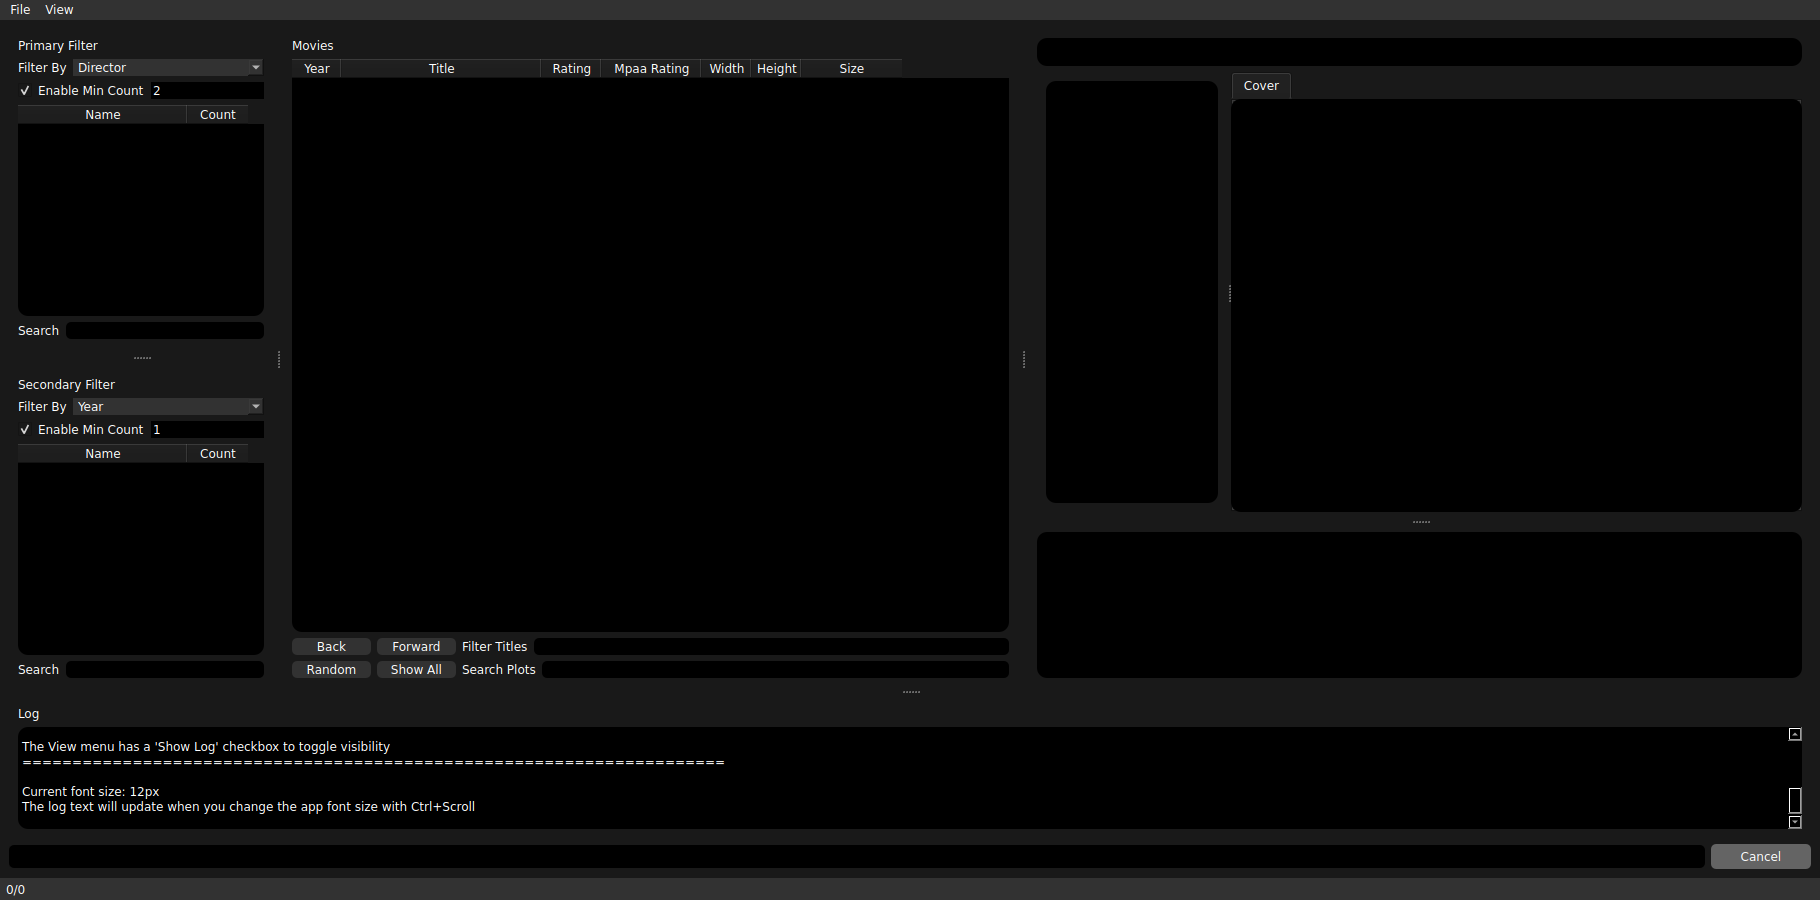 File View
Primary Filter
Filter By Director
Enable Min Count 2
Name Count
Search
Secondary Filter
Filter By Year
Enable Min Count 1
Name Count
Search
Movies
Year Title Rating Mpaa Rating Width Height Size
Back Forward Filter Titles
Random Show All Search Plots
Cover
Log
The View menu has a 'Show Log' checkbox to toggle visibility
======================================================================
Current font size: 12px
The log text will update when you change the app font size with Ctrl+Scroll
Cancel
0/0